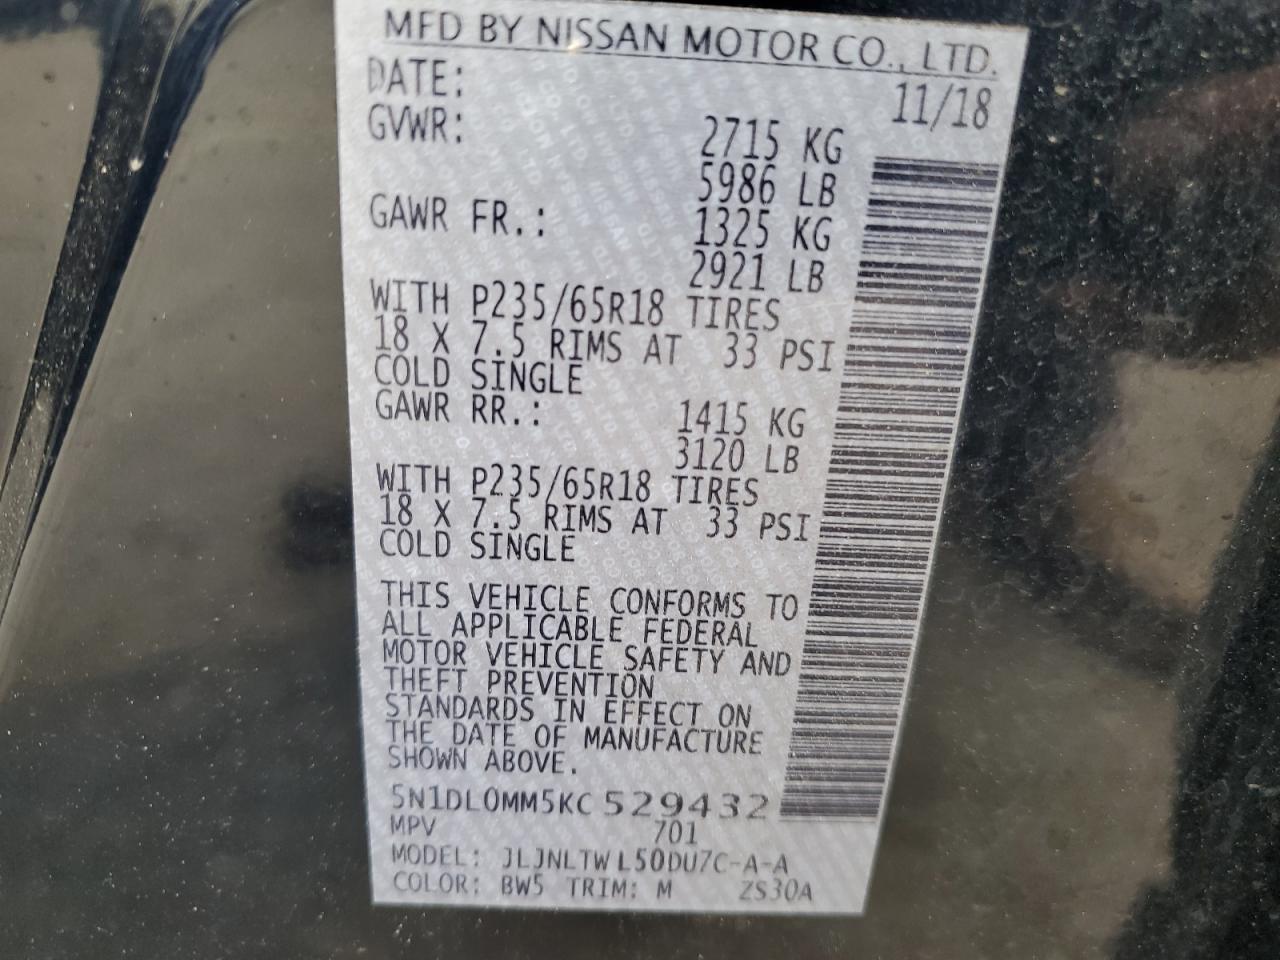 MFD BY NISSAN MOTOR CO., LTD.
DATE: 11/18
GVWR: 2715 KG
5986 LB
GAWR FR.: 1325 KG
2921 LB
WITH P235/65R18 TIRES
18 X 7.5 RIMS AT 33 PSI
COLD SINGLE
GAWR RR.: 1415 KG
3120 LB
WITH P235/65R18 TIRES
18 X 7.5 RIMS AT 33 PSI
COLD SINGLE
THIS VEHICLE CONFORMS TO
ALL APPLICABLE FEDERAL
MOTOR VEHICLE SAFETY AND
THEFT PREVENTION
STANDARDS IN EFFECT ON
THE DATE OF MANUFACTURE
SHOWN ABOVE.
5N1DL0MM5KC529432
MPV 701
MODEL: JLJNLTWL50DU7C-A-A
COLOR: BW5 TRIM: M ZS30A